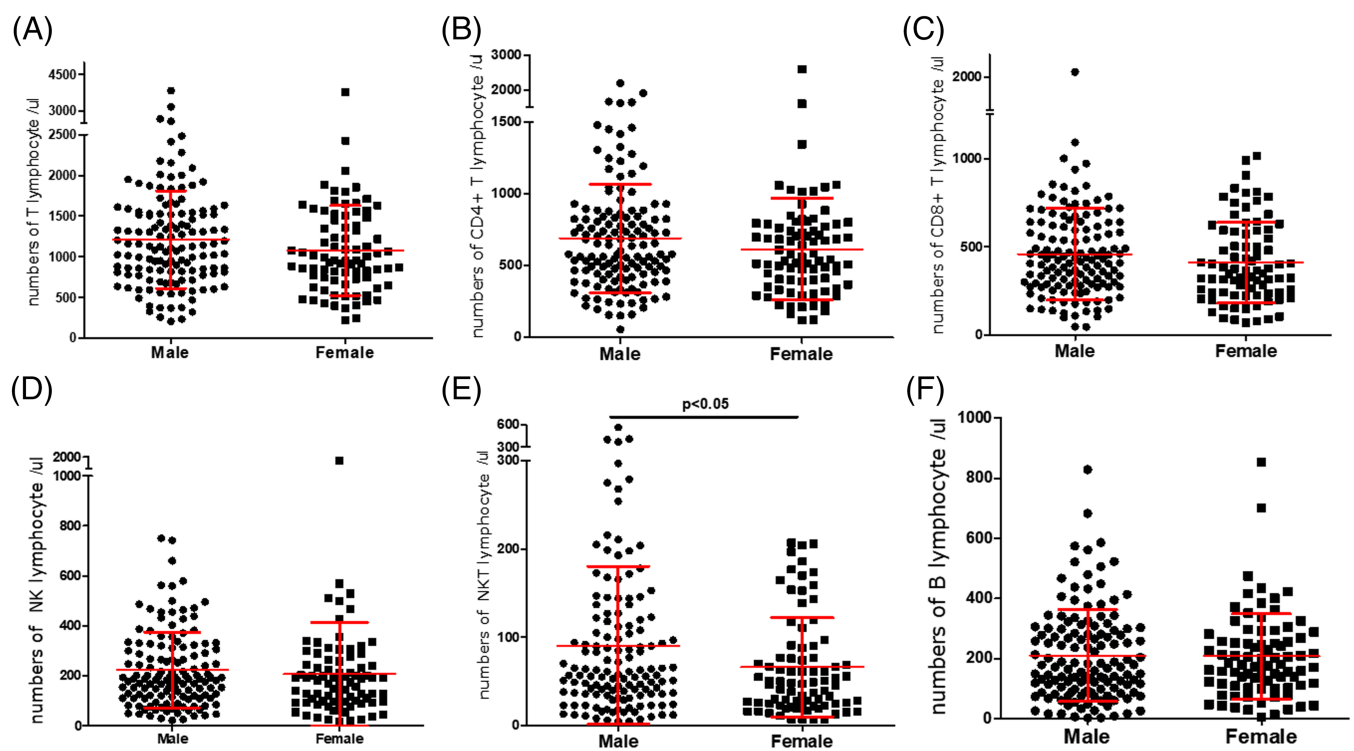 (A)
numbers of T lymphocyte /ul
4500
3000
2500
2000
1500
1000
500
0
Male
Female
(B)
numbers of CD4+ T lymphocyte /ul
3000
2000
1500
1000
500
0
Male
Female
(C)
numbers of CD8+ T lymphocyte /ul
2000
1000
500
0
Male
Female
(D)
numbers of NK lymphocyte /ul
2000
1000
800
600
400
200
0
Male
Female
(E)
numbers of NKT lymphocyte /ul
p<0.05
600
300
300
200
100
0
Male
Female
(F)
numbers of B lymphocyte /ul
1000
800
600
400
200
0
Male
Female